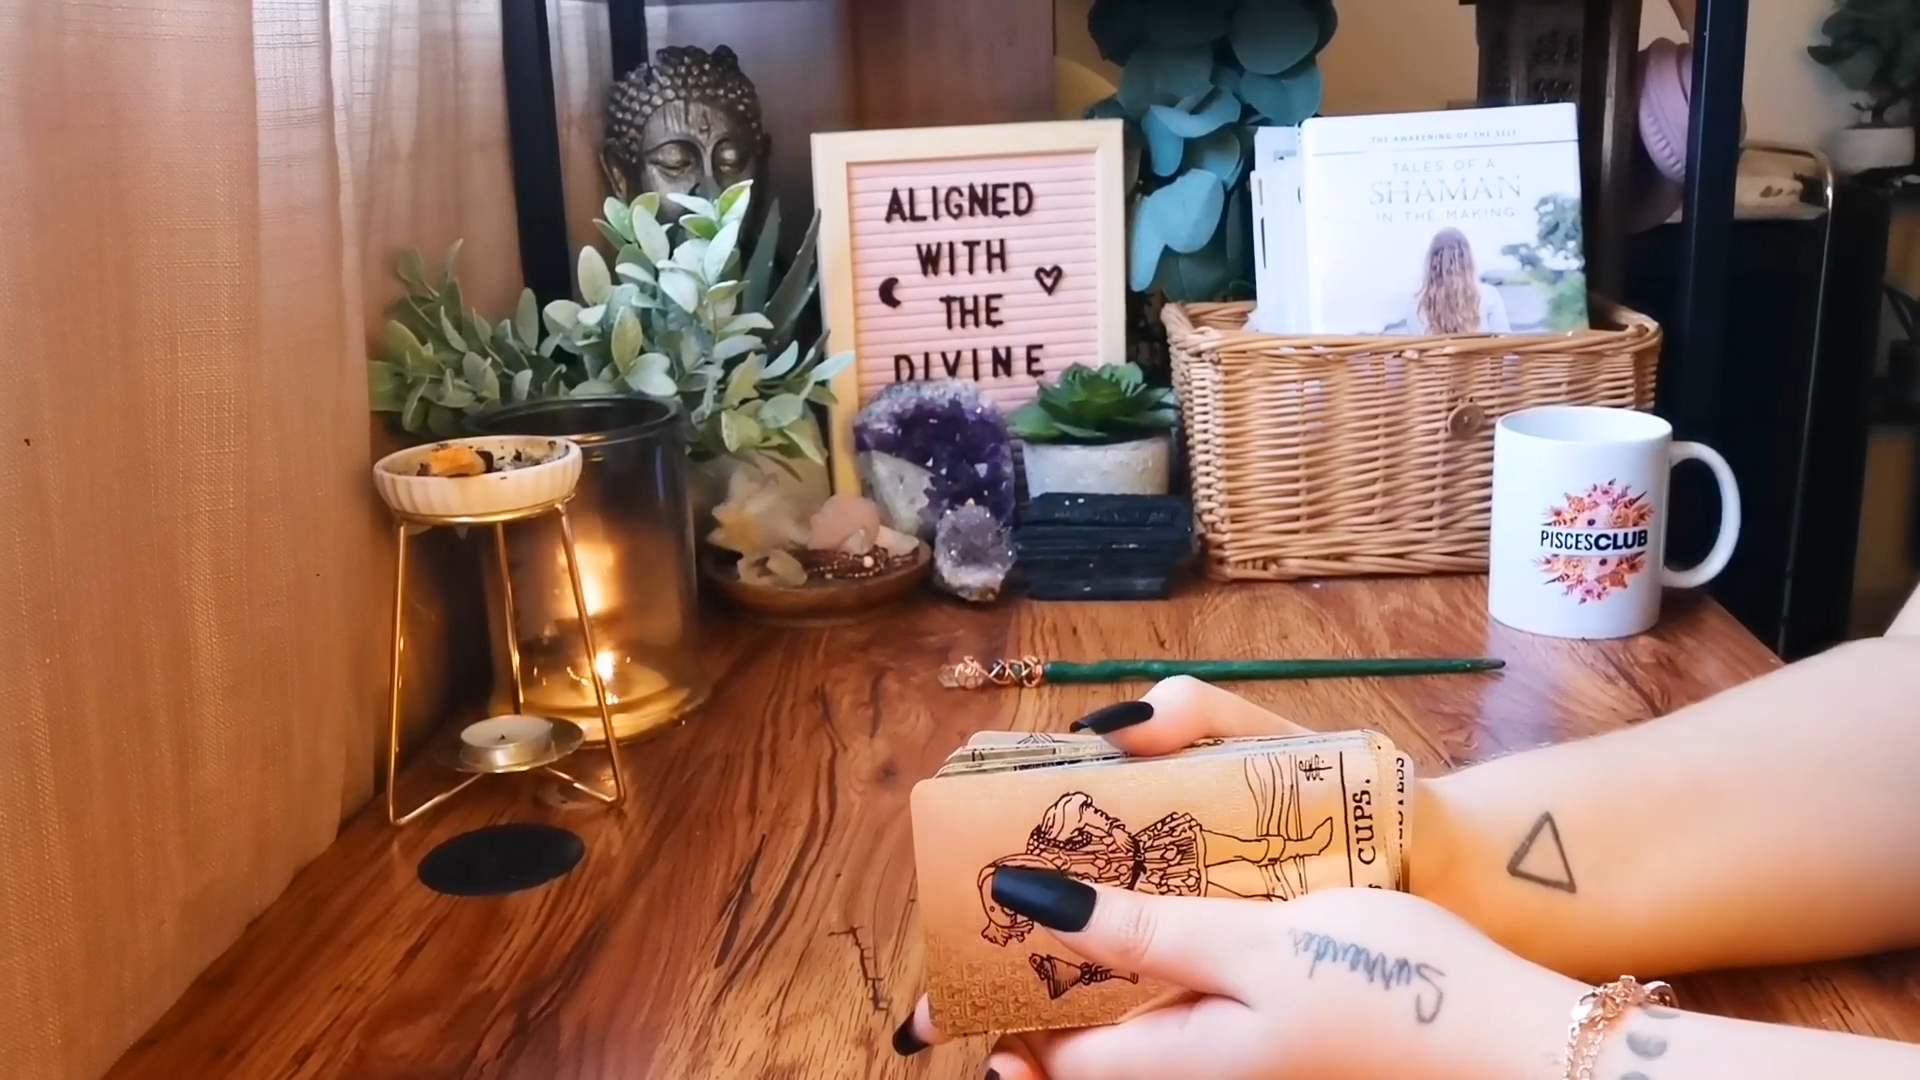 ALIGNED
WITH
THE
DIVINE
THE AWAKENING OF THE SELF
TALES OF A
SHAMAN
IN THE MAKING
PISCESCLUB
CUPS.
Surrender